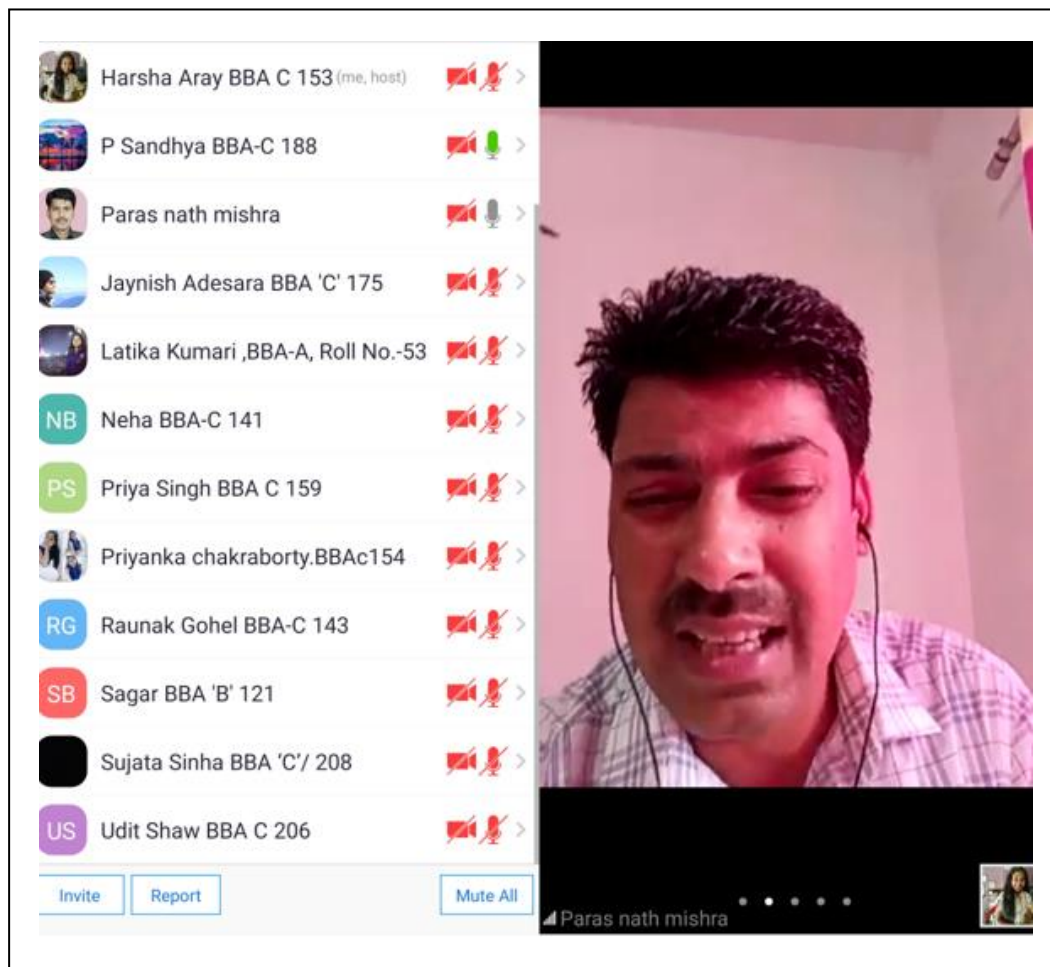 Harsha Aray BBA C 153 (me, host)
P Sandhya BBA-C 188
Paras nath mishra
Jaynish Adesara BBA 'C' 175
Latika Kumari ,BBA-A, Roll No.-53
NB Neha BBA-C 141
PS Priya Singh BBA C 159
Priyanka chakraborty.BBAc154
RG Raunak Gohel BBA-C 143
SB Sagar BBA 'B' 121
Sujata Sinha BBA ‘C’/ 208
US Udit Shaw BBA C 206
Invite Report Mute All
Paras nath mishra